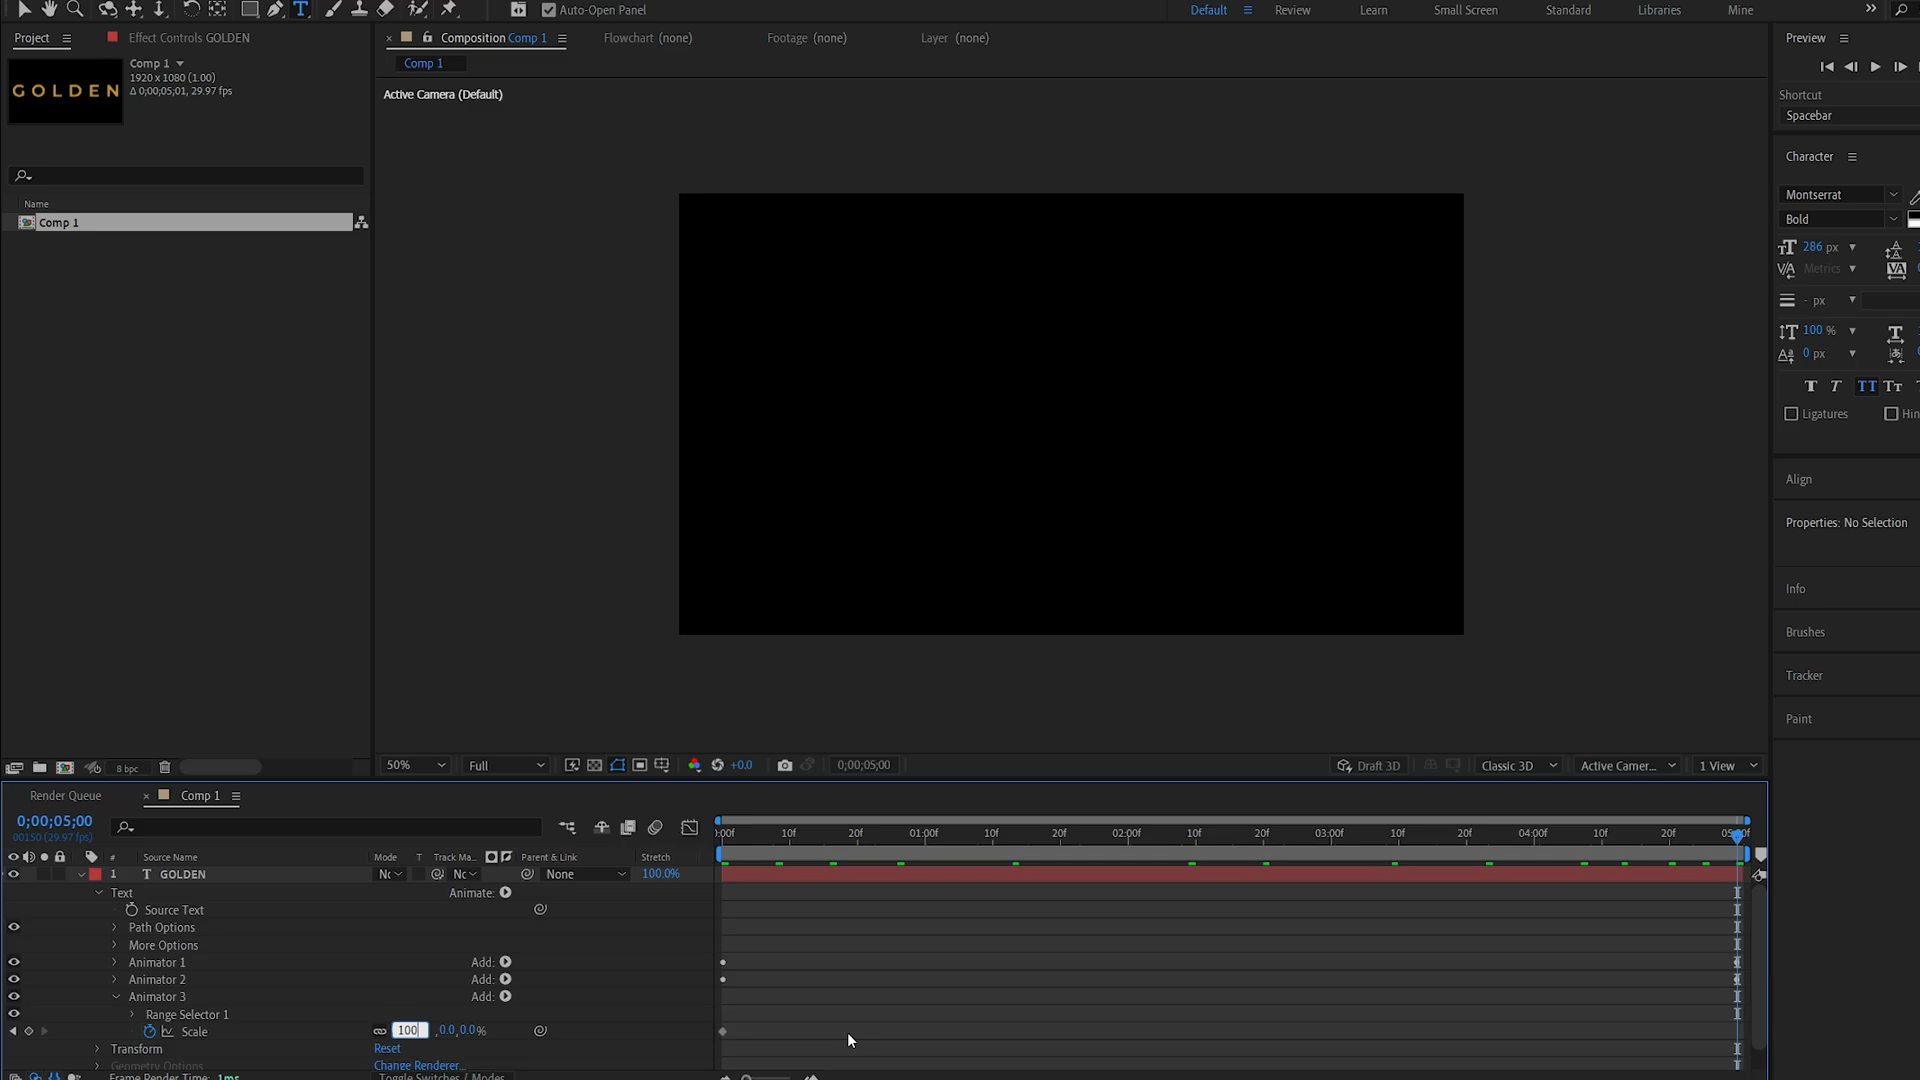 Auto-Open Panel
Default
Review
Learn
Small Screen
Standard
Libraries
Mine
Project
Effect Controls GOLDEN
Composition Comp 1
Flowchart (none)
Footage (none)
Layer (none)
Preview
GOLDEN
Comp 1
1920 x 1080 (1.00)
Δ 0;00;05;01, 29.97 fps
Comp 1
Active Camera (Default)
Shortcut
Spacebar
Character
Name
Comp 1
Montserrat
Bold
286 px
Metrics
- px
100 %
0 px
Ligatures
Hin
Align
Properties: No Selection
Info
Brushes
Tracker
Paint
8 bpc
50%
Full
+0.0
0;00;05;00
Draft 3D
Classic 3D
Active Camer...
1 View
Render Queue
Comp 1
0;00;05;00
00150 (29.97 fps)
:00f 10f 20f 01:00f 10f 20f 02:00f 10f 20f 03:00f 10f 20f 04:00f 10f 20f
# Source Name Mode T Track Ma... Parent & Link Stretch
1 T GOLDEN None 100.0%
Text Animate:
Source Text
Path Options
More Options
Animator 1 Add:
Animator 2 Add:
Animator 3 Add:
Range Selector 1
Scale 100 ,0.0,0.0%
Transform Reset
Geometry Options Change Renderer...
Frame Render Time: 1ms Toggle Switches / Modes